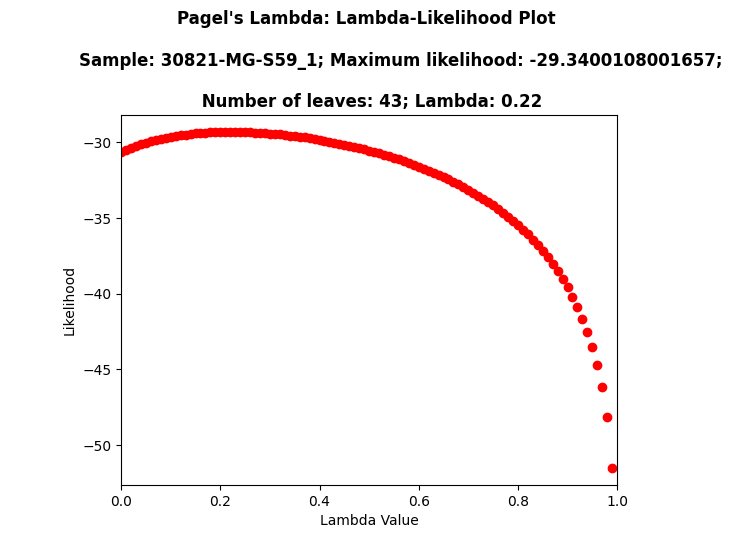 Pagel's Lambda: Lambda-Likelihood Plot
Sample: 30821-MG-S59_1; Maximum likelihood: -29.3400108001657;
Number of leaves: 43; Lambda: 0.22
−30
−35
−40
−45
−50
Likelihood
0.0 0.2 0.4 0.6 0.8 1.0
Lambda Value